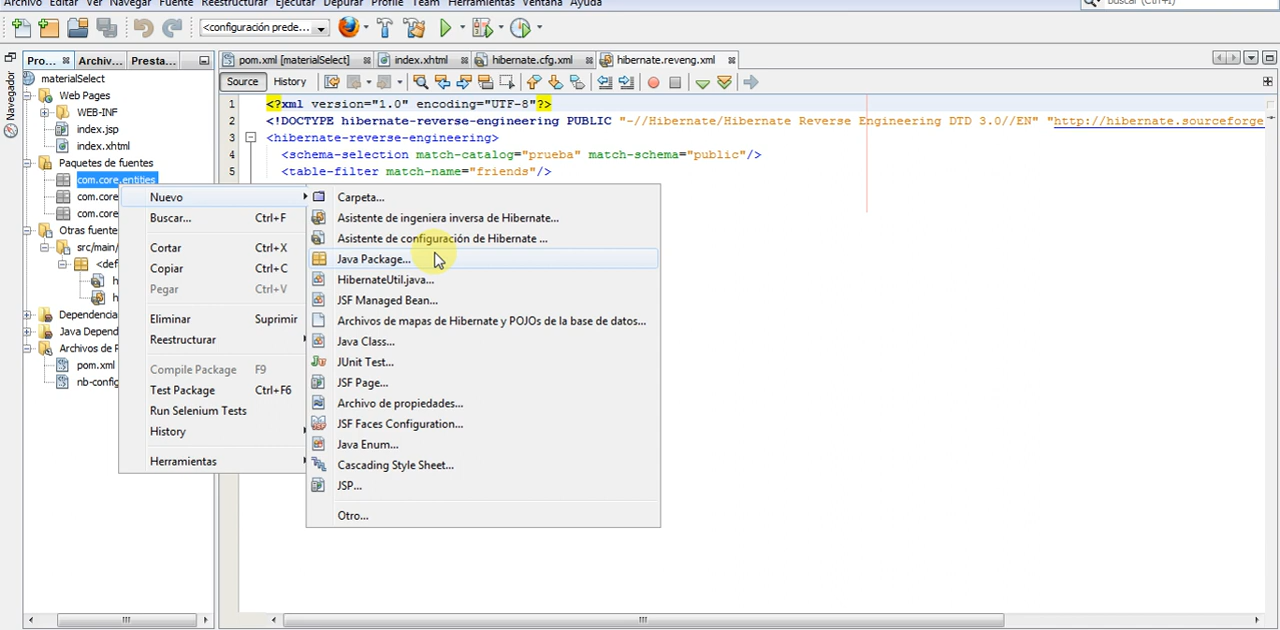 Archivo Editar Ver Navegar Fuente Reestructurar Ejecutar Depurar Profile Team Herramientas Ventana Ayuda
Buscar (Ctrl+I)
<configuración prede...
Pro... Archiv... Presta...
pom.xml [materialSelect] index.xhtml hibernate.cfg.xml hibernate.reveng.xml
Navegador
Source History
materialSelect
Web Pages
WEB-INF
index.jsp
index.xhtml
Paquetes de fuentes
com.core.entities
com.core
com.core
Otras fuente
src/main/
<def
h
h
Dependencia
Java Depend
Archivos de P
pom.xml
nb-config
1 <?xml version="1.0" encoding="UTF-8"?>
2 <!DOCTYPE hibernate-reverse-engineering PUBLIC "-//Hibernate/Hibernate Reverse Engineering DTD 3.0//EN" "http://hibernate.sourceforge
3 <hibernate-reverse-engineering>
4 <schema-selection match-catalog="prueba" match-schema="public"/>
5 <table-filter match-name="friends"/>
Nuevo
Buscar... Ctrl+F
Cortar Ctrl+X
Copiar Ctrl+C
Pegar Ctrl+V
Eliminar Suprimir
Reestructurar
Compile Package F9
Test Package Ctrl+F6
Run Selenium Tests
History
Herramientas
Carpeta...
Asistente de ingeniera inversa de Hibernate...
Asistente de configuración de Hibernate ...
Java Package...
HibernateUtil.java...
JSF Managed Bean...
Archivos de mapas de Hibernate y POJOs de la base de datos...
Java Class...
JUnit Test...
JSF Page...
Archivo de propiedades...
JSF Faces Configuration...
Java Enum...
Cascading Style Sheet...
JSP...
Otro...